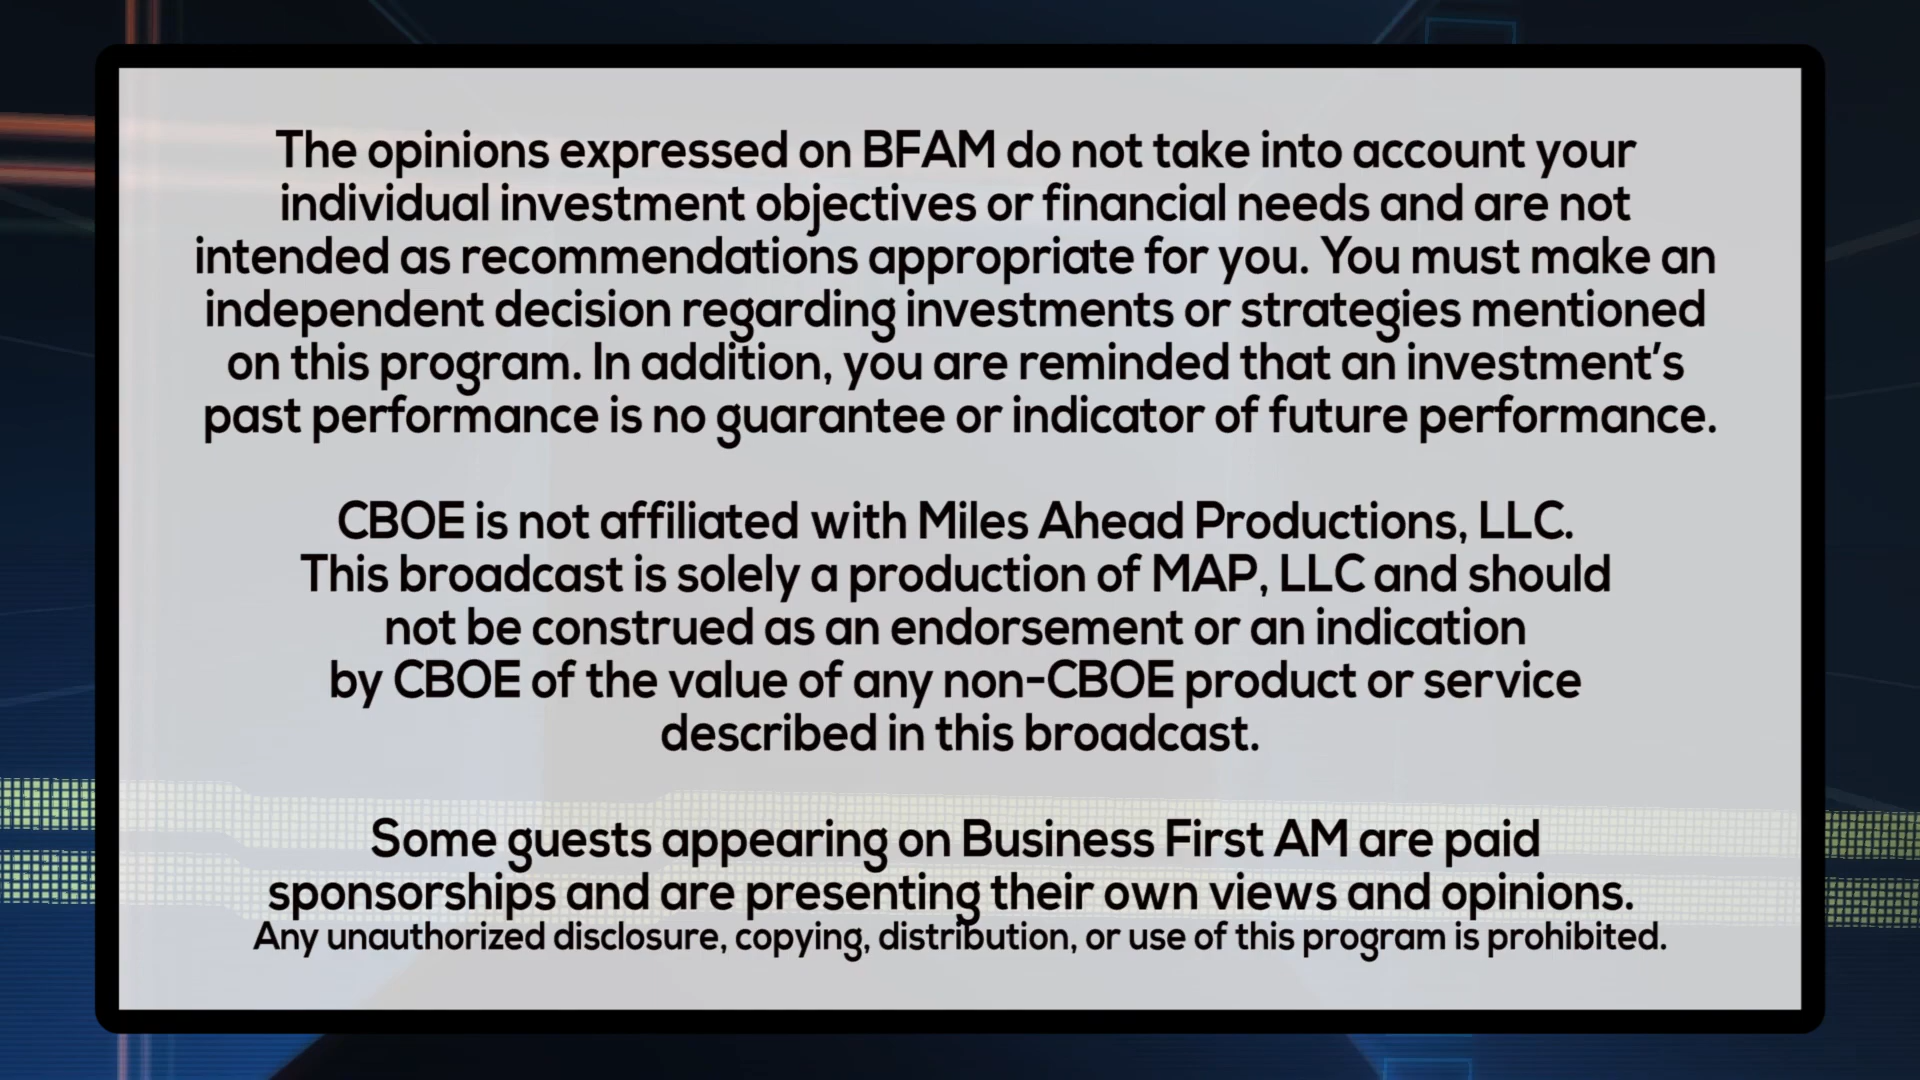 The opinions expressed on BFAM do not take into account your
individual investment objectives or financial needs and are not
intended as recommendations appropriate for you. You must make an
independent decision regarding investments or strategies mentioned
on this program. In addition, you are reminded that an investment’s
past performance is no guarantee or indicator of future performance.
CBOE is not affiliated with Miles Ahead Productions, LLC.
This broadcast is solely a production of MAP, LLC and should
not be construed as an endorsement or an indication
by CBOE of the value of any non-CBOE product or service
described in this broadcast.
Some guests appearing on Business First AM are paid
sponsorships and are presenting their own views and opinions.
Any unauthorized disclosure, copying, distribution, or use of this program is prohibited.